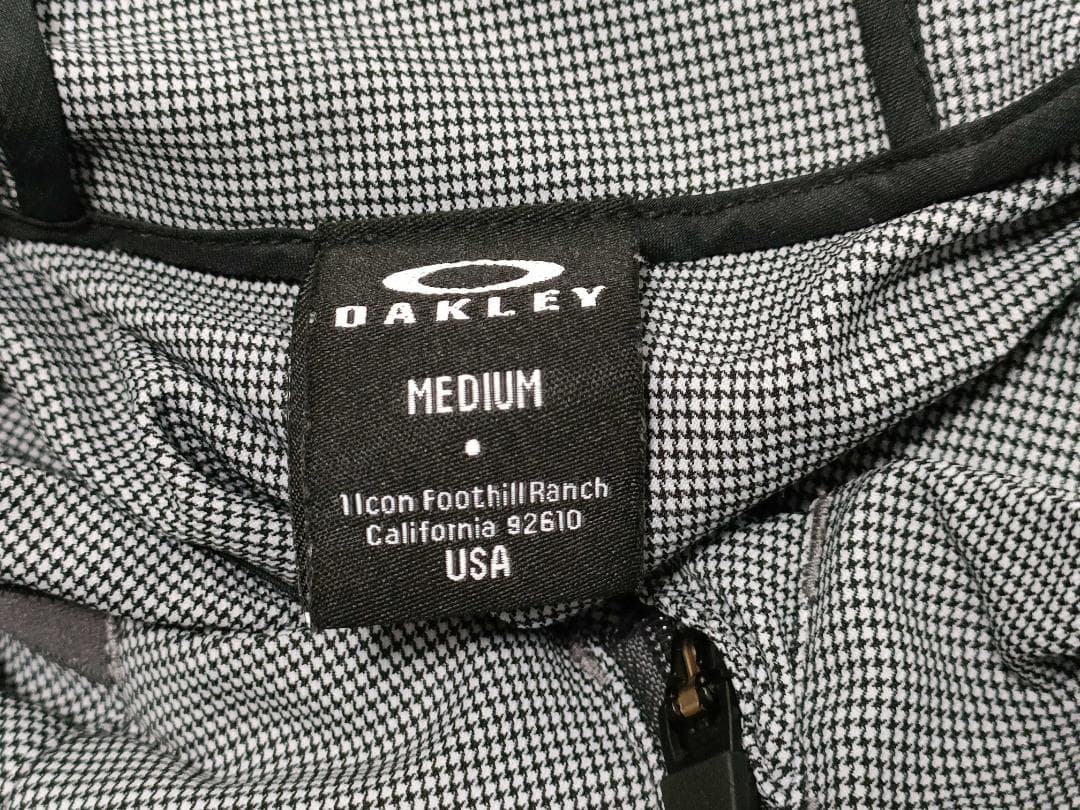 OAKLEY
MEDIUM
1 Icon Foothill Ranch
California 92610
USA